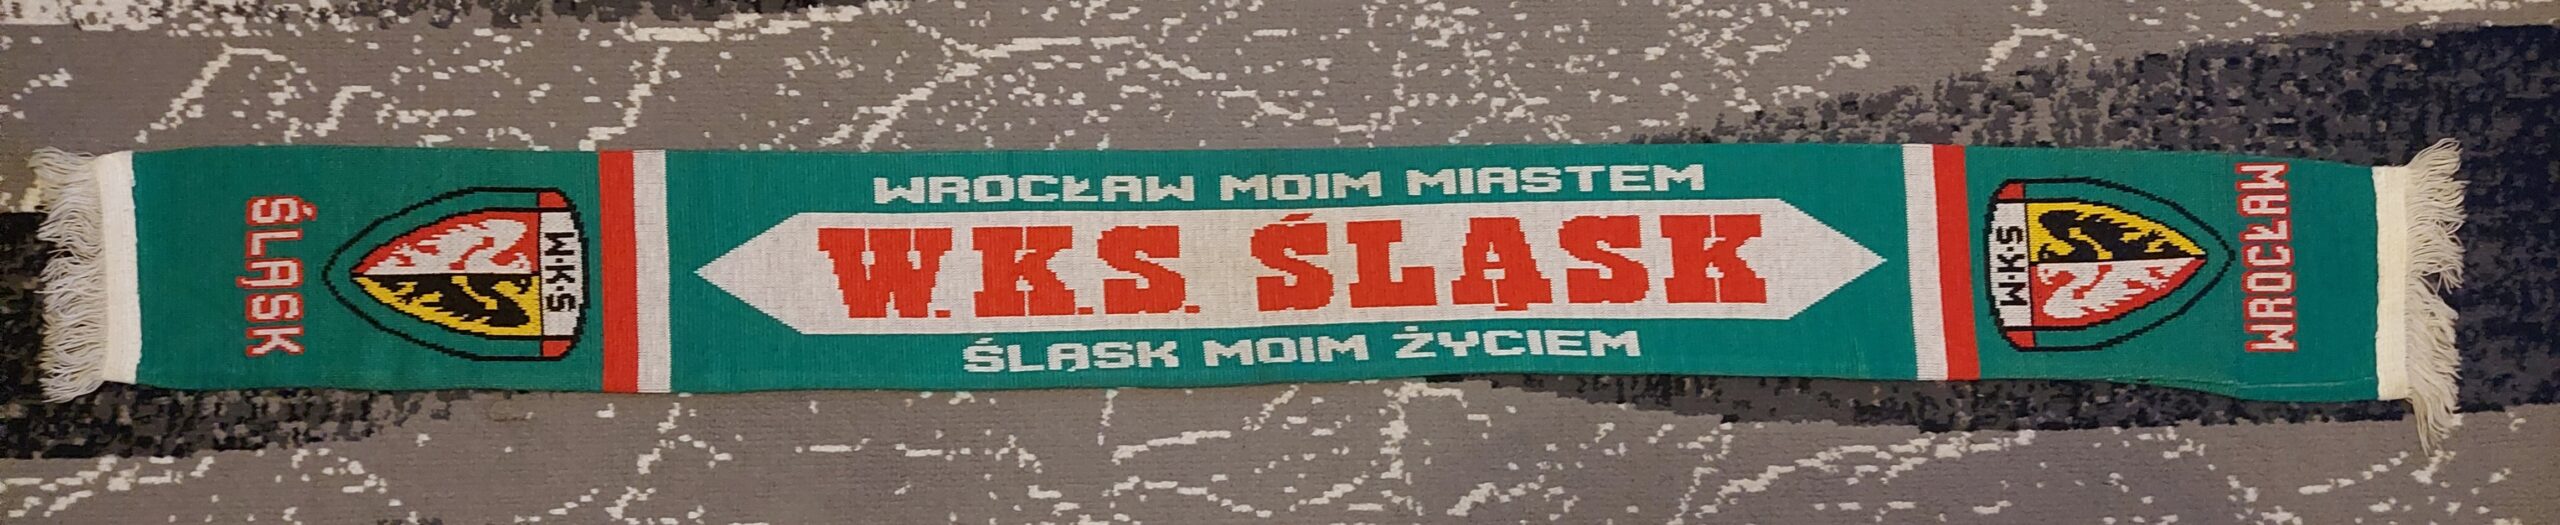 ŚLĄSK
W·K·S
WROCŁAW MOIM MIASTEM
W.K.S. ŚLĄSK
ŚLĄSK MOIM ŻYCIEM
W·K·S
WROCŁAW